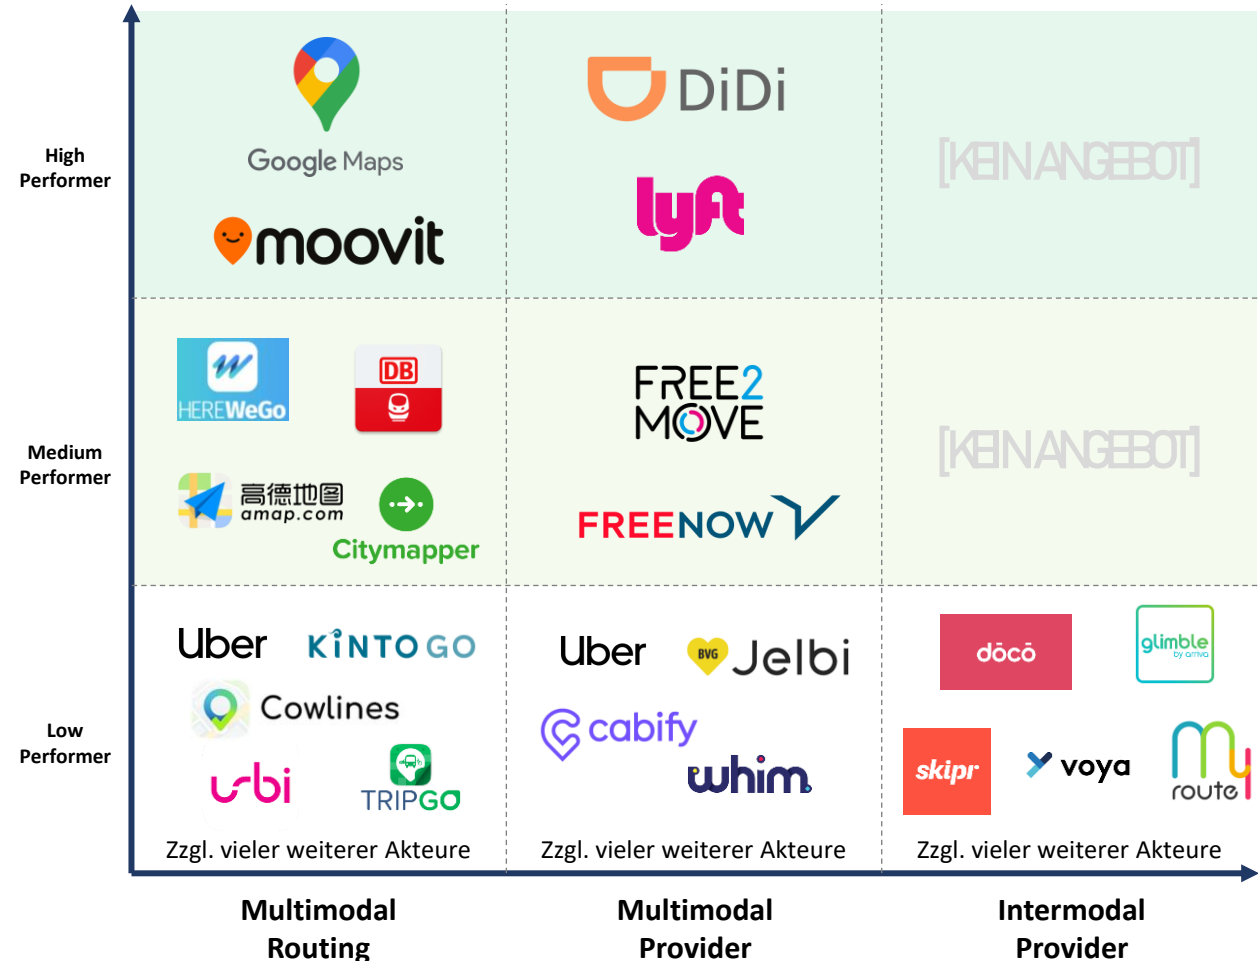 High
Performer
Google Maps
moovit
DiDi
lyft
[KEIN ANGEBOT]
Medium
Performer
HERE WeGo
DB
高德地图
amap.com
Citymapper
FREE2
MOVE
FREENOW
[KEIN ANGEBOT]
Low
Performer
Uber
KINTO GO
Cowlines
urbi
TRIPGO
Zzgl. vieler weiterer Akteure
Uber
BVG Jelbi
cabify
whim
Zzgl. vieler weiterer Akteure
dōcō
glimble
by arriva
skipr
voya
My
route
Zzgl. vieler weiterer Akteure
Multimodal
Routing
Multimodal
Provider
Intermodal
Provider